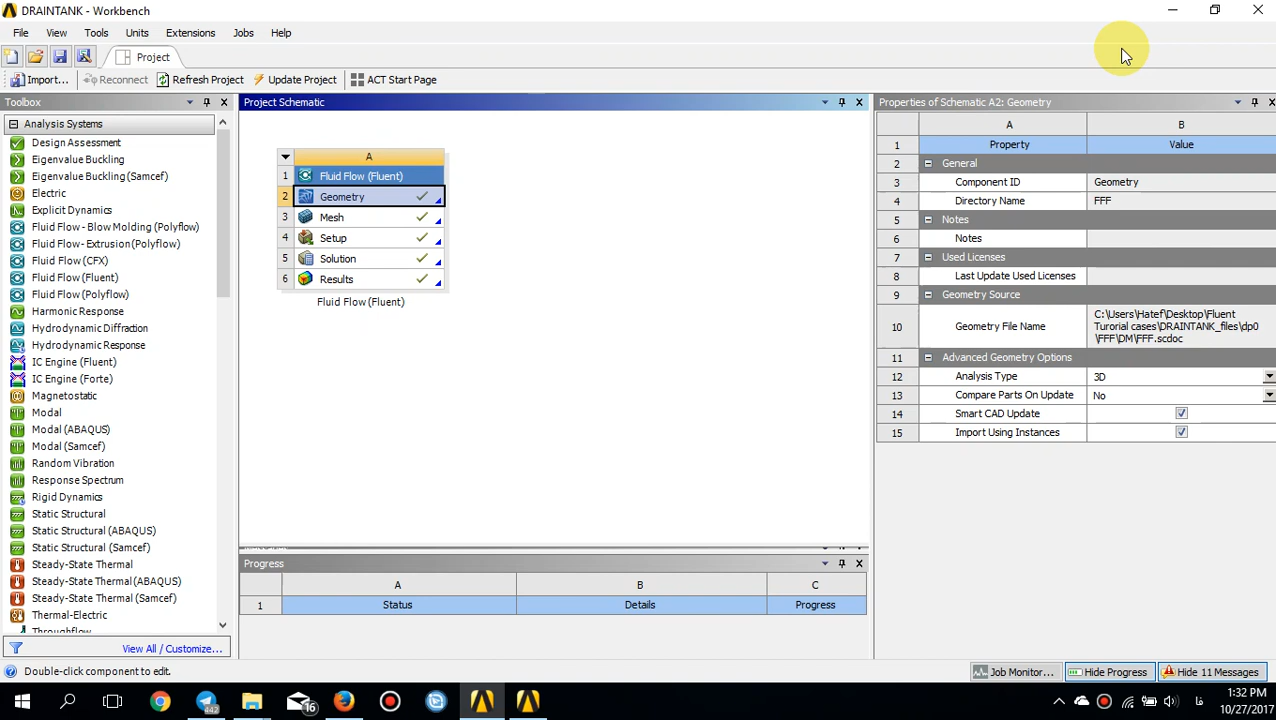 DRAINTANK - Workbench
File View Tools Units Extensions Jobs Help
Project
Import... Reconnect Refresh Project Update Project ACT Start Page
Toolbox
Analysis Systems
Design Assessment
Eigenvalue Buckling
Eigenvalue Buckling (Samcef)
Electric
Explicit Dynamics
Fluid Flow - Blow Molding (Polyflow)
Fluid Flow - Extrusion (Polyflow)
Fluid Flow (CFX)
Fluid Flow (Fluent)
Fluid Flow (Polyflow)
Harmonic Response
Hydrodynamic Diffraction
Hydrodynamic Response
IC Engine (Fluent)
IC Engine (Forte)
Magnetostatic
Modal
Modal (ABAQUS)
Modal (Samcef)
Random Vibration
Response Spectrum
Rigid Dynamics
Static Structural
Static Structural (ABAQUS)
Static Structural (Samcef)
Steady-State Thermal
Steady-State Thermal (ABAQUS)
Steady-State Thermal (Samcef)
Thermal-Electric
Throughflow
View All / Customize...
Project Schematic
A
1 Fluid Flow (Fluent)
2 Geometry
3 Mesh
4 Setup
5 Solution
6 Results
Fluid Flow (Fluent)
Progress
A B C
1 Status Details Progress
Properties of Schematic A2: Geometry
A B
1 Property Value
2 General
3 Component ID Geometry
4 Directory Name FFF
5 Notes
6 Notes
7 Used Licenses
8 Last Update Used Licenses
9 Geometry Source
10 Geometry File Name C:\Users\Hatef\Desktop\Fluent
Turorial cases\DRAINTANK_files\dp0
\FFF\DM\FFF.scdoc
11 Advanced Geometry Options
12 Analysis Type 3D
13 Compare Parts On Update No
14 Smart CAD Update
15 Import Using Instances
Double-click component to edit.
Job Monitor... Hide Progress Hide 11 Messages
442
16
فا
1:32 PM
10/27/2017